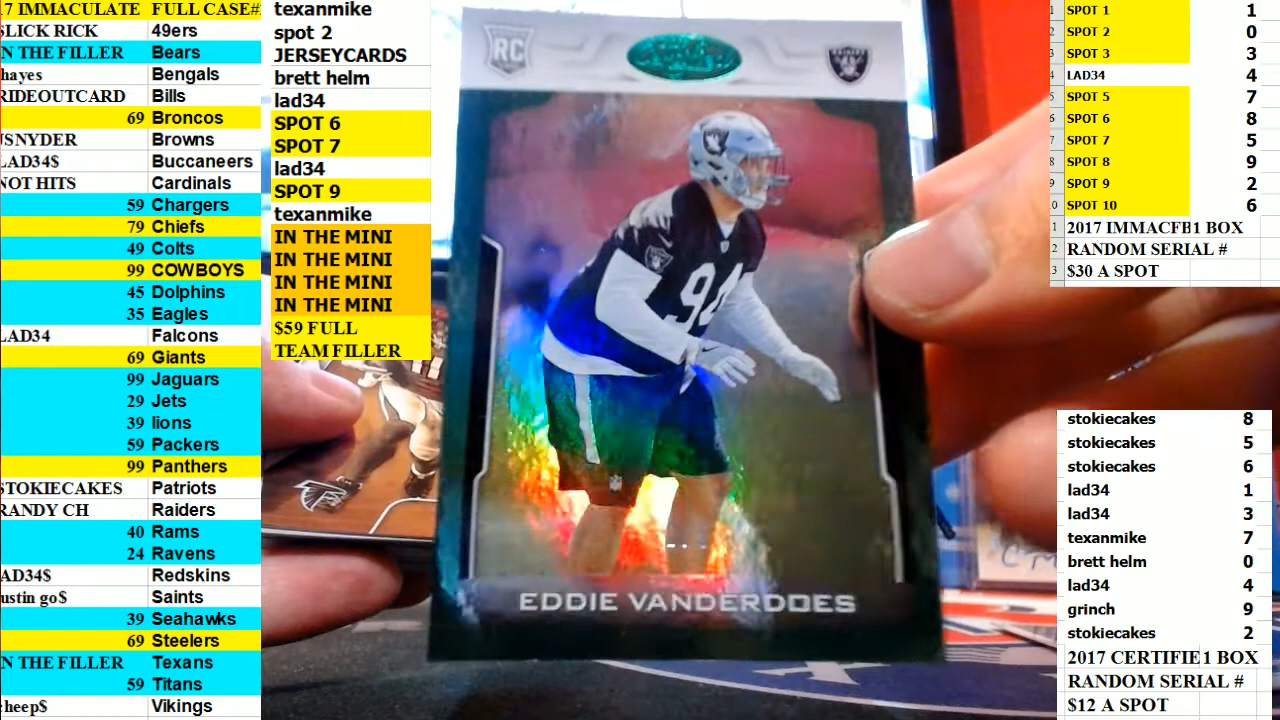 17 IMMACULATE FULL CASE#
SLICK RICK 49ers
IN THE FILLER Bears
hayes Bengals
RIDEOUTCARD Bills
69 Broncos
JSNYDER Browns
LAD34$ Buccaneers
NOT HITS Cardinals
59 Chargers
79 Chiefs
49 Colts
99 COWBOYS
45 Dolphins
35 Eagles
LAD34 Falcons
69 Giants
99 Jaguars
29 Jets
39 lions
59 Packers
99 Panthers
STOKIECAKES Patriots
RANDY CH Raiders
40 Rams
24 Ravens
AD34$ Redskins
ustin go$ Saints
39 Seahawks
69 Steelers
IN THE FILLER Texans
59 Titans
cheep$ Vikings
texanmike
spot 2
JERSEYCARDS
brett helm
lad34
SPOT 6
SPOT 7
lad34
SPOT 9
texanmike
IN THE MINI
IN THE MINI
IN THE MINI
IN THE MINI
$59 FULL
TEAM FILLER
RC
RAIDERS
94
EDDIE VANDERDOES
1 SPOT 1 1
SPOT 2 0
3 SPOT 3 3
4 LAD34 4
5 SPOT 5 7
6 SPOT 6 8
7 SPOT 7 5
8 SPOT 8 9
9 SPOT 9 2
0 SPOT 10 6
1 2017 IMMACFB1 BOX
2 RANDOM SERIAL #
3 $30 A SPOT
stokiecakes 8
stokiecakes 5
stokiecakes 6
lad34 1
lad34 3
texanmike 7
brett helm 0
lad34 4
grinch 9
stokiecakes 2
2017 CERTIFIE1 BOX
RANDOM SERIAL #
$12 A SPOT